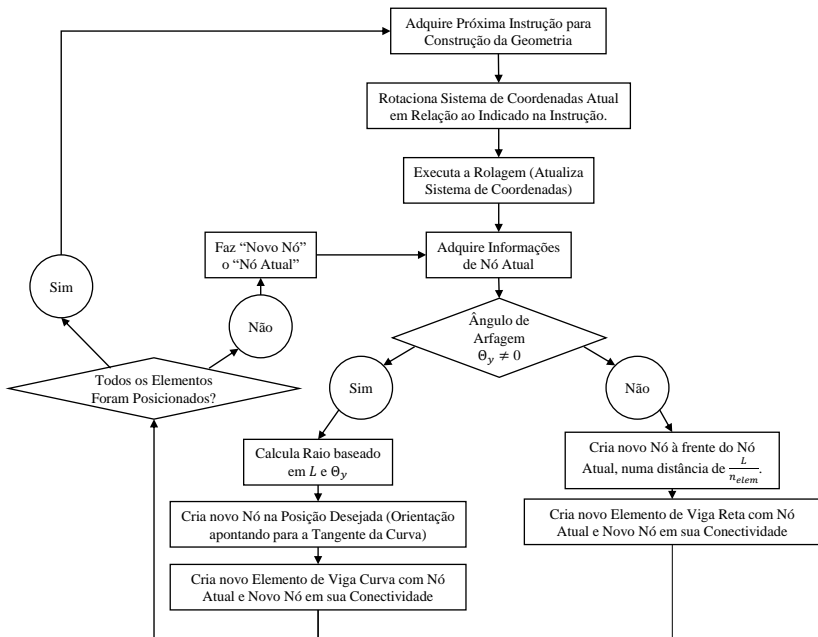 Adquire Próxima Instrução para
Construção da Geometria
Rotaciona Sistema de Coordenadas Atual
em Relação ao Indicado na Instrução.
Executa a Rolagem (Atualiza
Sistema de Coordenadas)
Faz “Novo Nó”
o “Nó Atual”
Adquire Informações
de Nó Atual
Sim
Não
Ângulo de
Arfagem
Θ_y ≠ 0
Todos os Elementos
Foram Posicionados?
Sim
Não
Calcula Raio baseado
em L e Θ_y
Cria novo Nó à frente do Nó
Atual, numa distância de L/n_elem.
Cria novo Nó na Posição Desejada (Orientação
apontando para a Tangente da Curva)
Cria novo Elemento de Viga Reta com Nó
Atual e Novo Nó em sua Conectividade
Cria novo Elemento de Viga Curva com Nó
Atual e Novo Nó em sua Conectividade